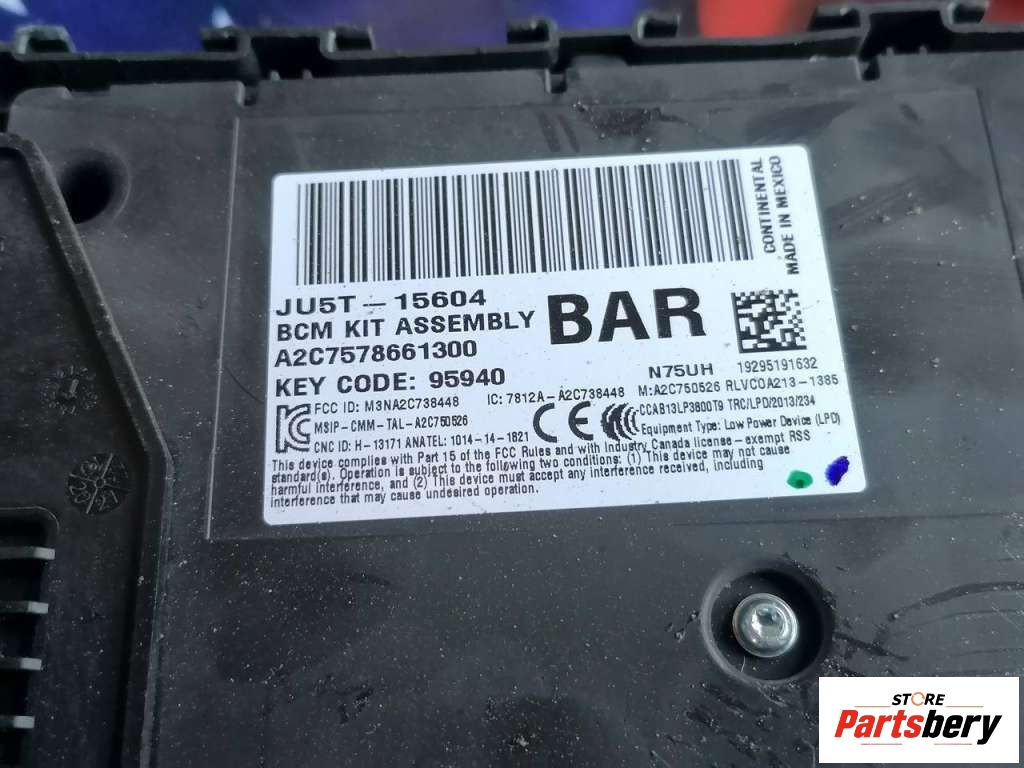 CONTINENTAL
MADE IN MEXICO
JU5T - 15604
BCM KIT ASSEMBLY
A2C7578661300
BAR
KEY CODE: 95940
N75UH
19295191632
FCC ID: M3NA2C738448
IC: 7812A-A2C738448
M:A2C750526 RLVCOA213-1385
MSIP-CMM-TAL-A2C750526
CCAB13LP3800T9 TRC/LPD/2013/234
CNC ID: H-13171 ANATEL: 1014-14-1821
CE
Equipment Type: Low Power Device (LPD)
This device complies with Part 15 of the FCC Rules and with Industry Canada license - exempt RSS
standard(s). Operation is subject to the following two conditions: (1) This device may not cause
harmful interference, and (2) This device must accept any interference received, including
interference that may cause undesired operation.
STORE
Partsbery